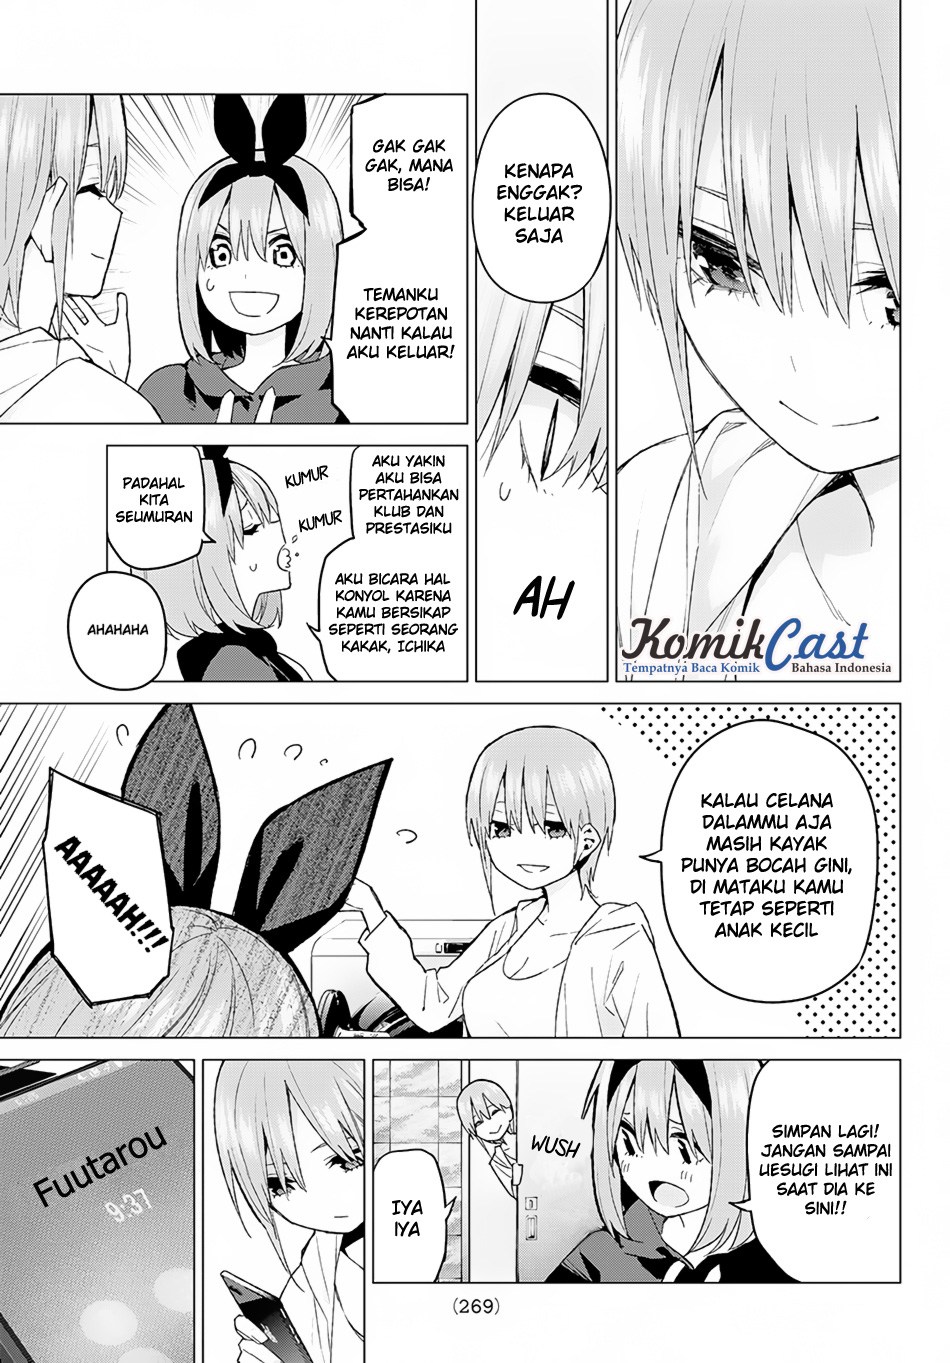 KENAPA
ENGGAK?
KELUAR
SAJA
AH
KomikCast
Tempatnya Baca Komik Bahasa Indonesia
GAK GAK
GAK, MANA
BISA!
TEMANKU
KEREPOTAN
NANTI KALAU
AKU KELUAR!
AKU YAKIN
AKU BISA
PERTAHANKAN
KLUB DAN
PRESTASIKU
AKU BICARA HAL
KONYOL KARENA
KAMU BERSIKAP
SEPERTI SEORANG
KAKAK, ICHIKA
KUMUR
KUMUR
PADAHAL
KITA
SEUMURAN
AHAHAHA
KALAU CELANA
DALAMMU AJA
MASIH KAYAK
PUNYA BOCAH GINI,
DI MATAKU KAMU
TETAP SEPERTI
ANAK KECIL
AAAAAH!!!
SIMPAN LAGI!
JANGAN SAMPAI
UESUGI LIHAT INI
SAAT DIA KE
SINI!!
WUSH
IYA
IYA
Fuutarou
9:37
(269)